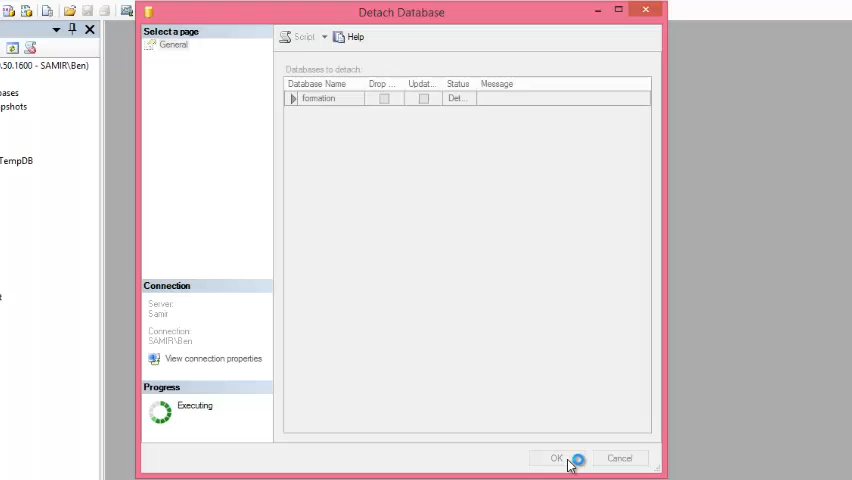 Detach Database
Select a page
General
Script
Help
.50.1600 - SAMIR\Ben)
bases
pshots
TempDB
Databases to detach:
Database Name Drop ... Updat... Status Message
formation Det...
Connection
Server:
Samir
Connection:
SAMIR\Ben
View connection properties
Progress
Executing
OK Cancel